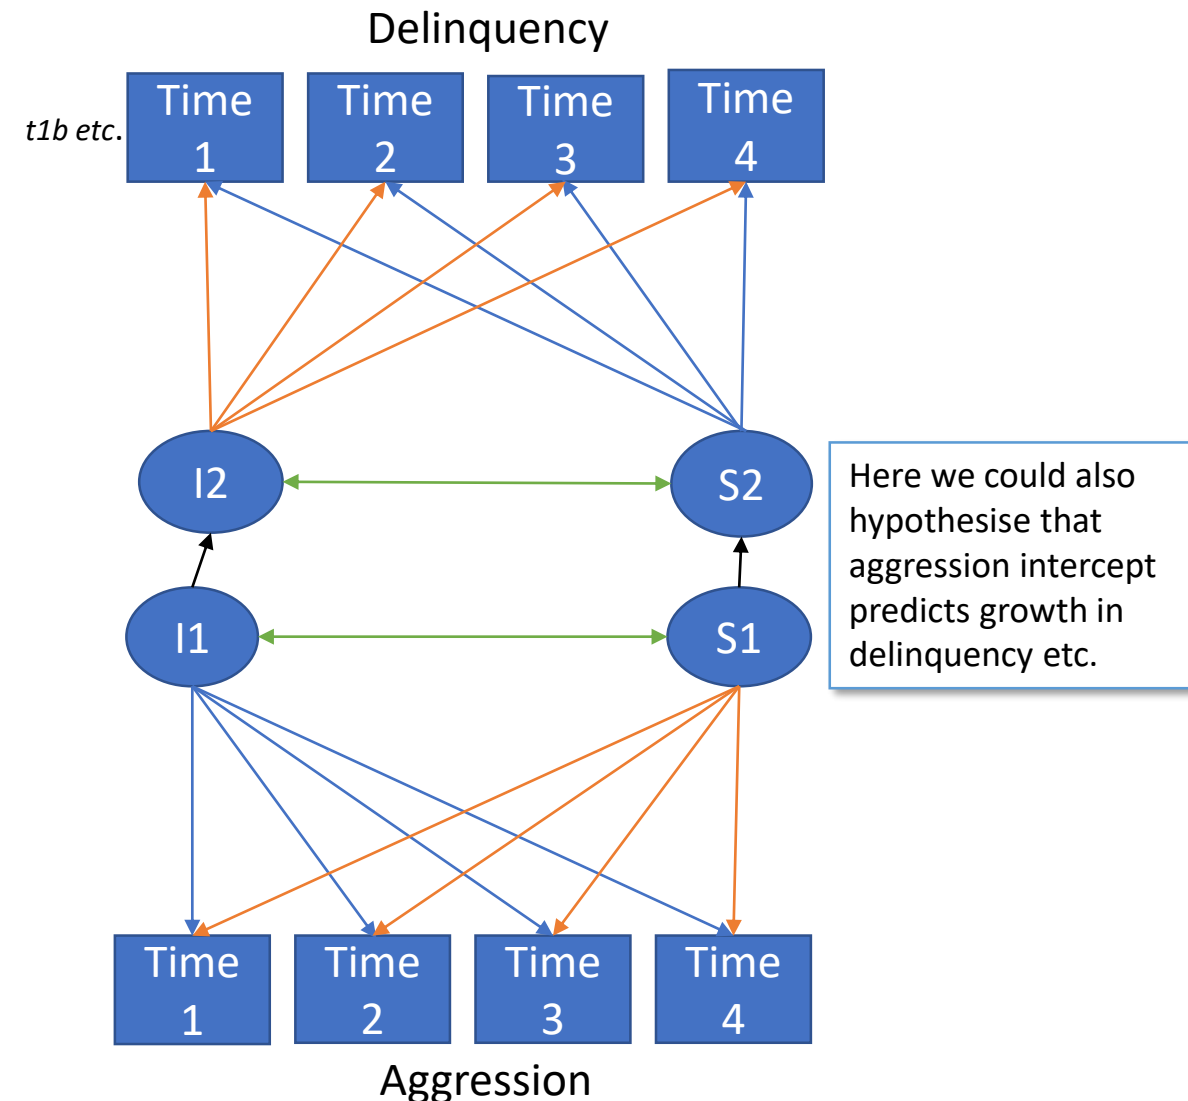 Delinquency
t1b etc.
Time
1
Time
2
Time
3
Time
4
I2
S2
I1
S1
Here we could also
hypothesise that
aggression intercept
predicts growth in
delinquency etc.
Time
1
Time
2
Time
3
Time
4
Aggression